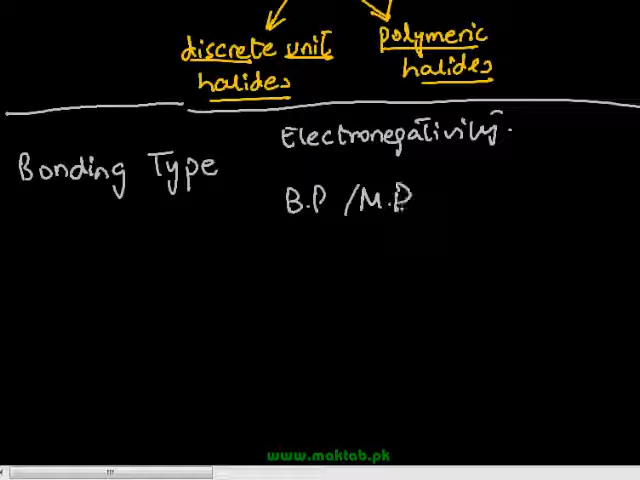 discrete unit
halides
polymeric
halides
Electronegativity.
Bonding Type
B.P /M.P
www.maktab.pk